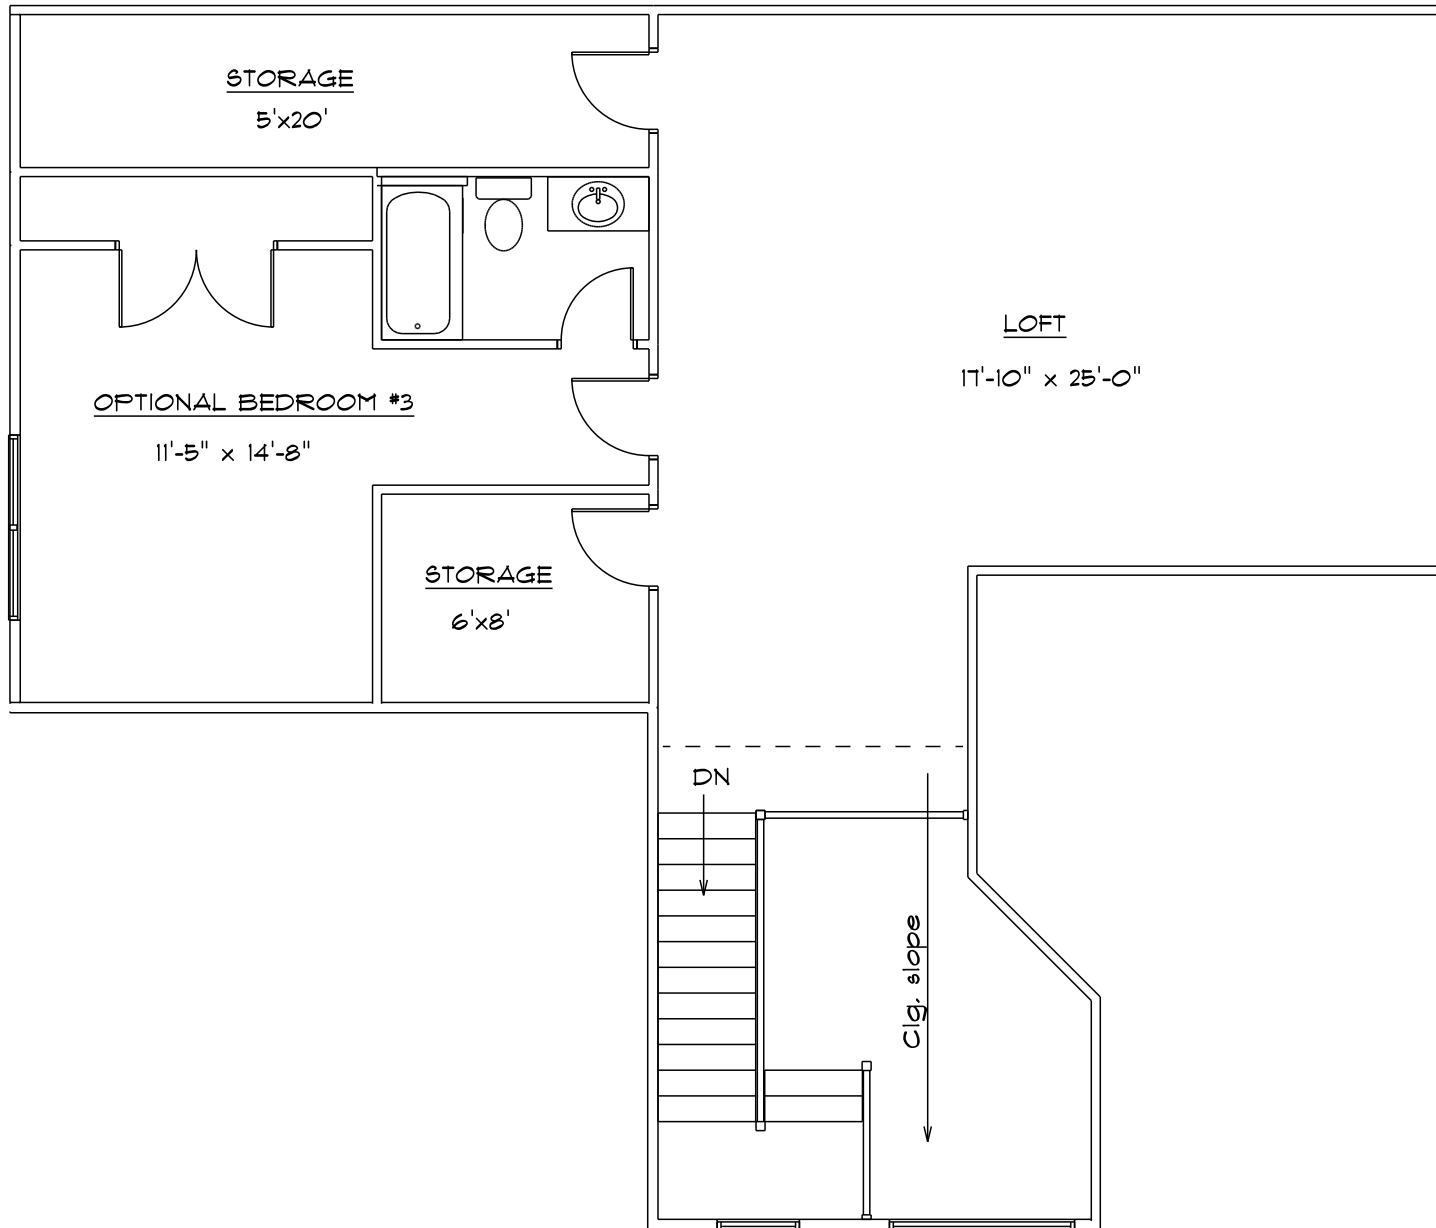 STORAGE
5'x20'
LOFT
17'-10" x 25'-0"
OPTIONAL BEDROOM #3
11'-5" x 14'-8"
STORAGE
6'x8'
DN
Clg. slope